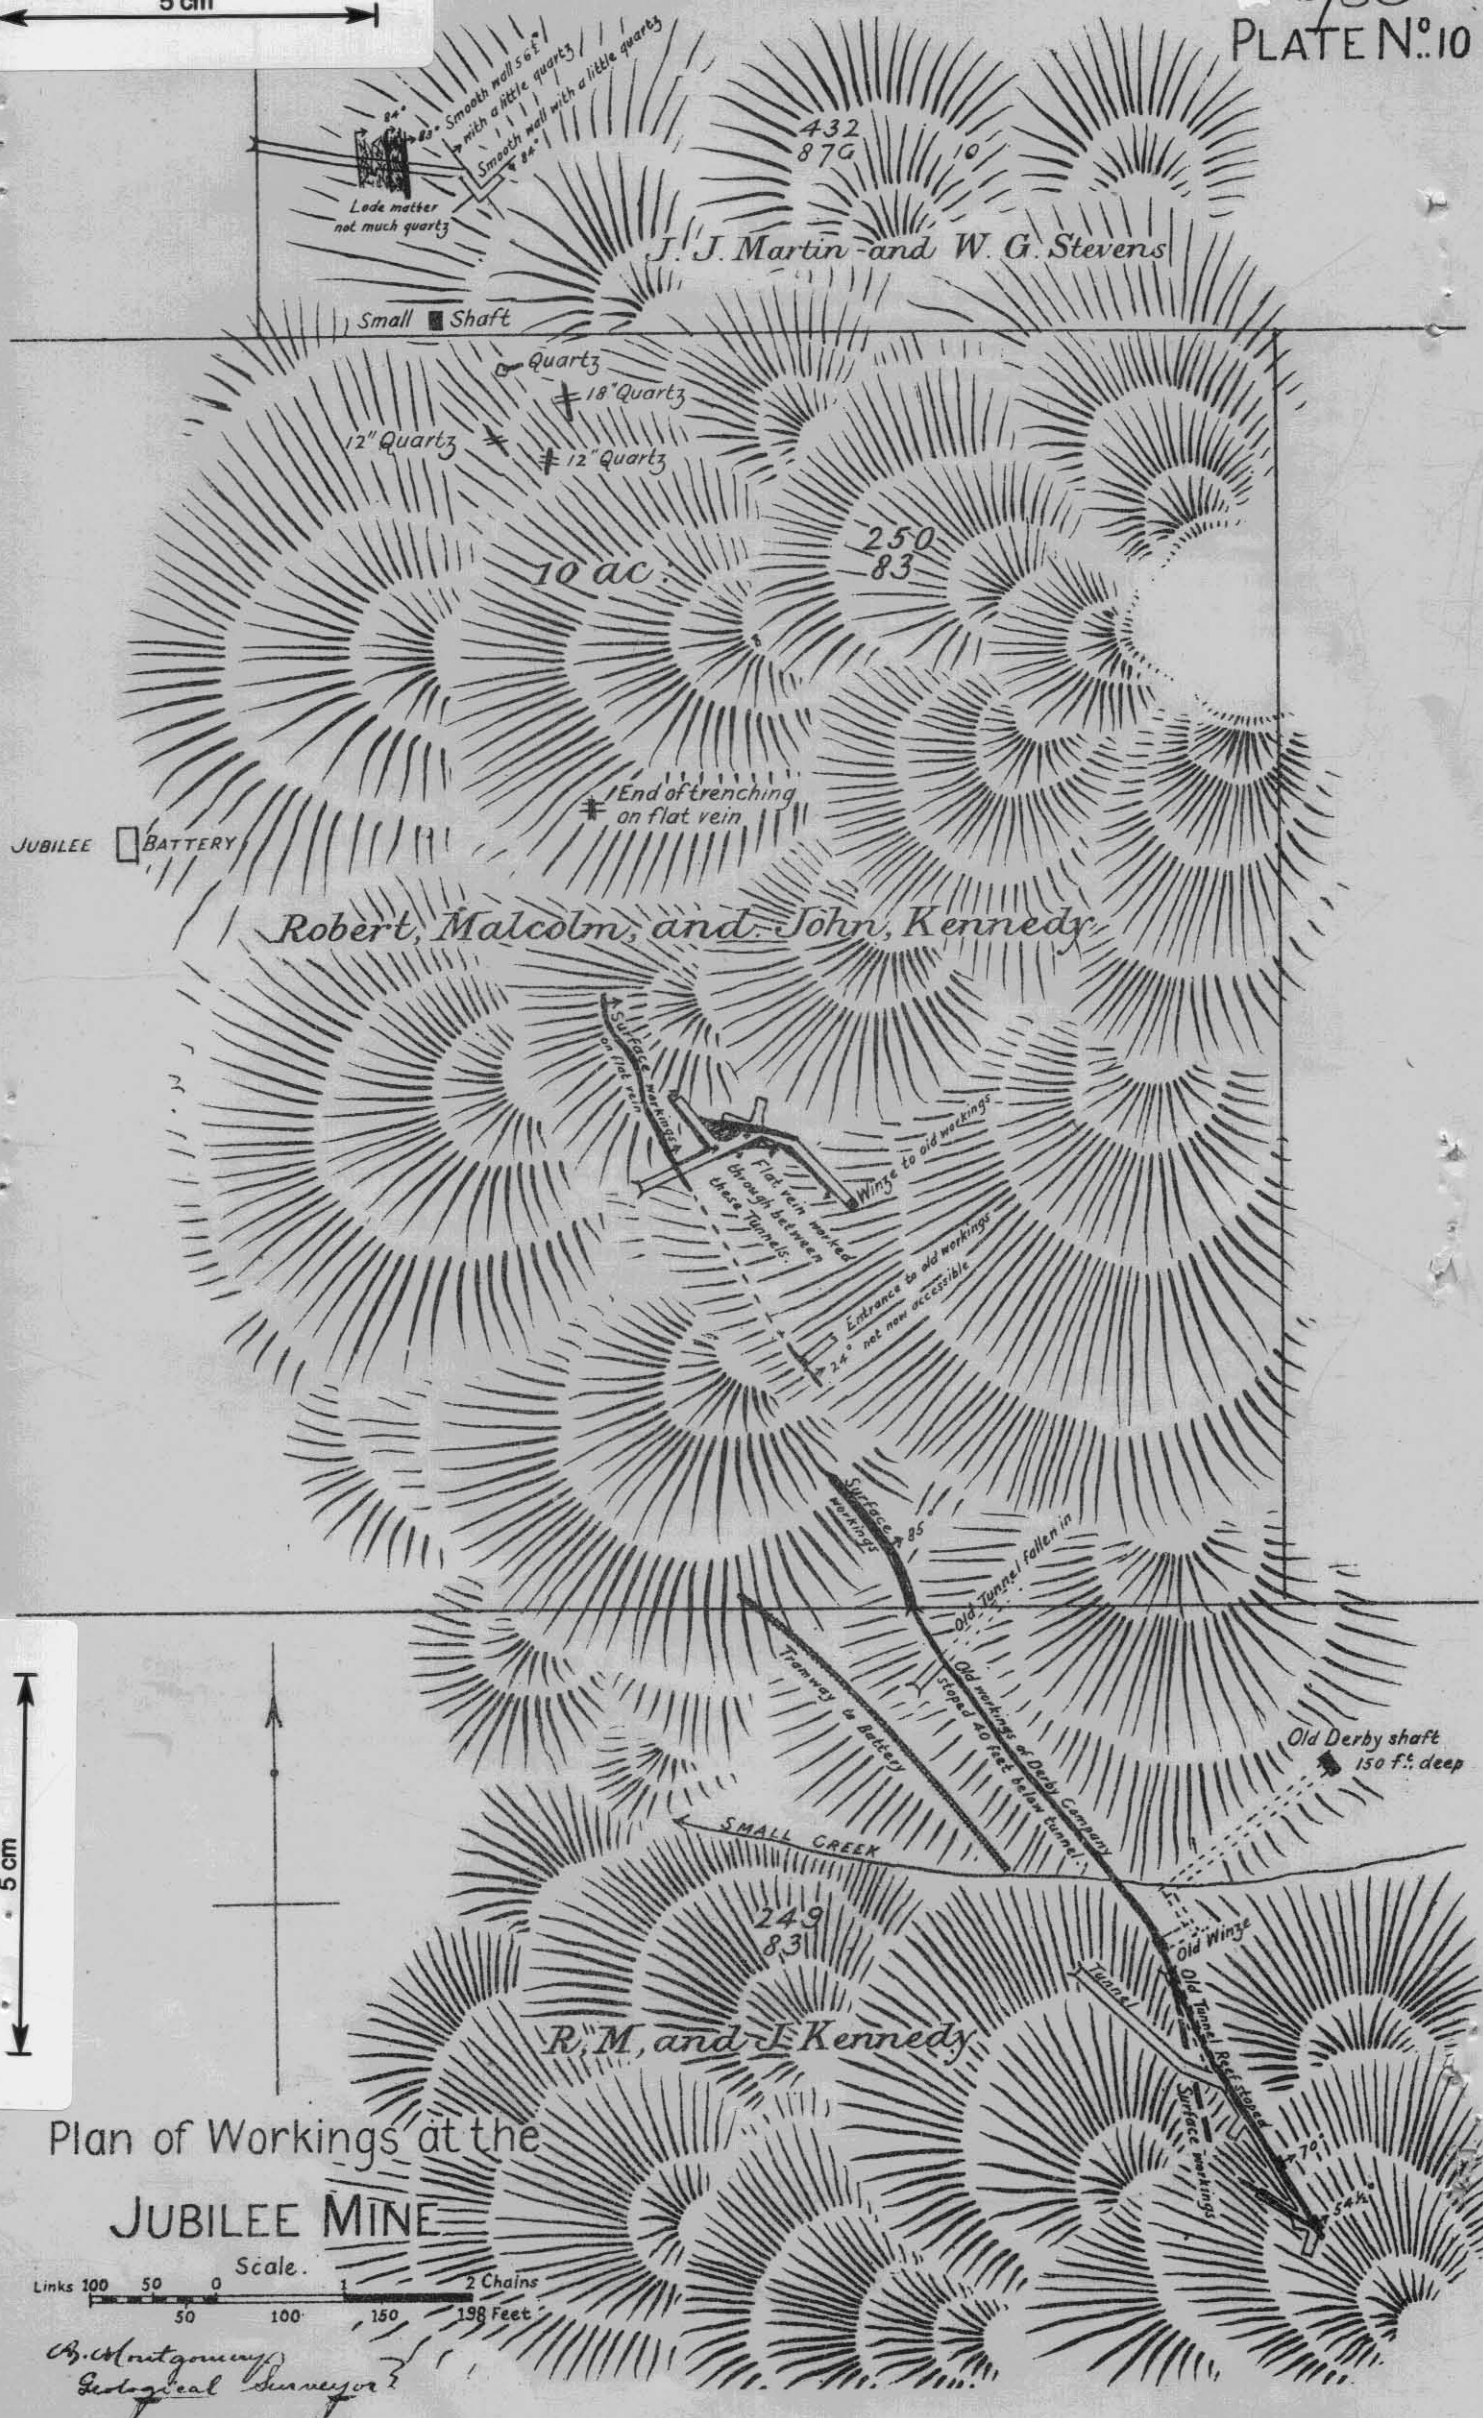 5 cm
PLATE No. 10
84°
83°
Smooth wall 56ft
with a little quartz
Smooth wall with a little quartz
84°
Lode matter
not much quartz
432
87G
10
J. J. Martin and W. G. Stevens
Small Shaft
Quartz
18" Quartz
12" Quartz
12" Quartz
10 ac.
250
83
End of trenching
on flat vein
JUBILEE BATTERY
Robert, Malcolm, and John, Kennedy
Surface workings
on flat vein
Winze to old workings
Flat vein worked
through between
these Tunnels.
Entrance to old workings
not now accessible
24°
Surface
workings
85°
Old Tunnel fallen in
Old workings of Derby Company
stoped 40 feet below tunnel.
Tramway to Battery
Old Derby shaft
150 ft. deep
SMALL CREEK
5 cm
249
83
Old Winze
Tunnel
Old Tunnel Reef stoped
R, M, and J Kennedy
Surface workings
70°
54½°
Plan of Workings at the
JUBILEE MINE
Scale.
Links 100 50 0 1 2 Chains
50 100 150 198 Feet
A. Montgomery
Geological Surveyor